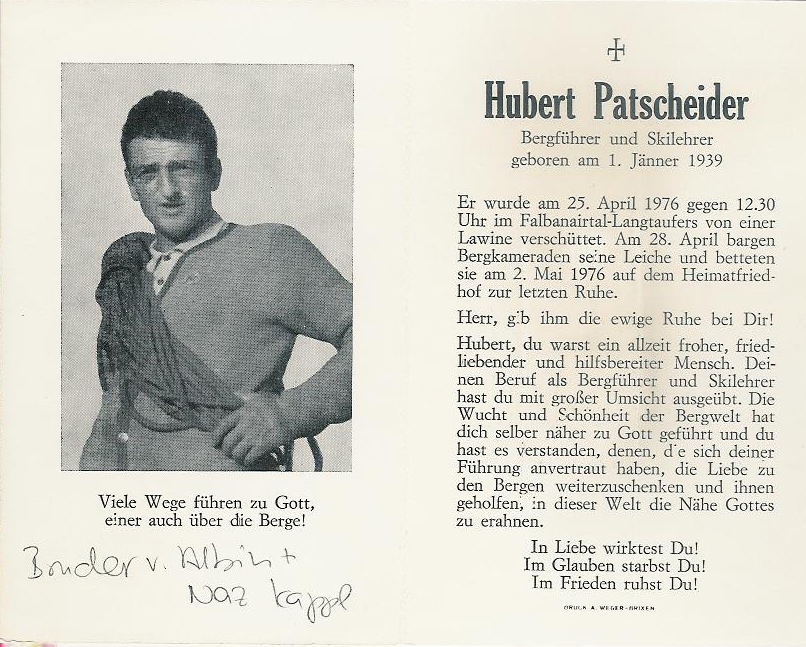 Viele Wege führen zu Gott,
einer auch über die Berge!
Bruder v. Albin +
Naz Kappl
Hubert Patscheider
Bergführer und Skilehrer
geboren am 1. Jänner 1939
Er wurde am 25. April 1976 gegen 12.30
Uhr im Falbanairtal-Langtaufers von einer
Lawine verschüttet. Am 28. April bargen
Bergkameraden seine Leiche und betteten
sie am 2. Mai 1976 auf dem Heimatfried-
hof zur letzten Ruhe.
Herr, gib ihm die ewige Ruhe bei Dir!
Hubert, du warst ein allzeit froher, fried-
liebender und hilfsbereiter Mensch. Dei-
nen Beruf als Bergführer und Skilehrer
hast du mit großer Umsicht ausgeübt. Die
Wucht und Schönheit der Bergwelt hat
dich selber näher zu Gott geführt und du
hast es verstanden, denen, die sich deiner
Führung anvertraut haben, die Liebe zu
den Bergen weiterzuschenken und ihnen
geholfen, in dieser Welt die Nähe Gottes
zu erahnen.
In Liebe wirktest Du!
Im Glauben starbst Du!
Im Frieden ruhst Du!
DRUCK A. WEGER-BRIXEN